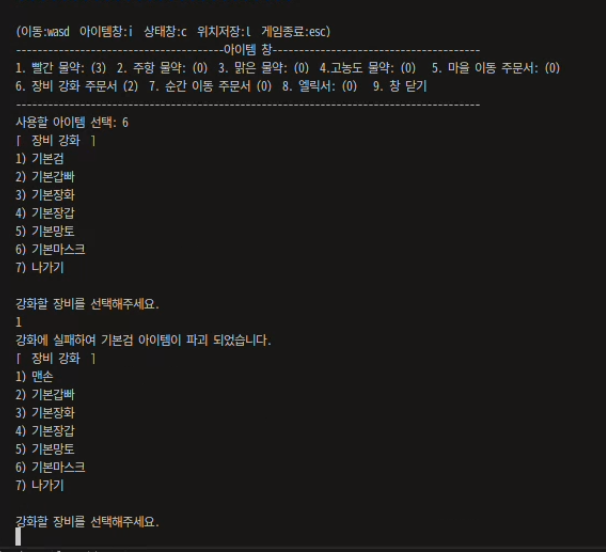 (이동:wasd 아이템창:i 상태창:c 위치저장:l 게임종료:esc)
--------------------------------------아이템 창--------------------------------------
1. 빨간 물약: (3) 2. 주항 물약: (0) 3. 맑은 물약: (0) 4.고농도 물약: (0) 5. 마을 이동 주문서: (0)
6. 장비 강화 주문서 (2) 7. 순간 이동 주문서 (0) 8. 엘릭서: (0) 9. 창 닫기
-------------------------------------------------------------------------------------
사용할 아이템 선택: 6
[ 장비 강화 ]
1) 기본검
2) 기본갑빠
3) 기본장화
4) 기본장갑
5) 기본망토
6) 기본마스크
7) 나가기
강화할 장비를 선택해주세요.
1
강화에 실패하여 기본검 아이템이 파괴 되었습니다.
[ 장비 강화 ]
1) 맨손
2) 기본갑빠
3) 기본장화
4) 기본장갑
5) 기본망토
6) 기본마스크
7) 나가기
강화할 장비를 선택해주세요.